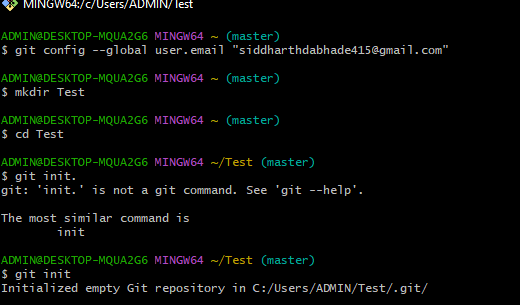 MINGW64:/c/Users/ADMIN/Test
ADMIN@DESKTOP-MQUA2G6 MINGW64 ~ (master)
$ git config --global user.email "siddharthdabhade415@gmail.com"
ADMIN@DESKTOP-MQUA2G6 MINGW64 ~ (master)
$ mkdir Test
ADMIN@DESKTOP-MQUA2G6 MINGW64 ~ (master)
$ cd Test
ADMIN@DESKTOP-MQUA2G6 MINGW64 ~/Test (master)
$ git init.
git: 'init.' is not a git command. See 'git --help'.
The most similar command is
init
ADMIN@DESKTOP-MQUA2G6 MINGW64 ~/Test (master)
$ git init
Initialized empty Git repository in C:/Users/ADMIN/Test/.git/